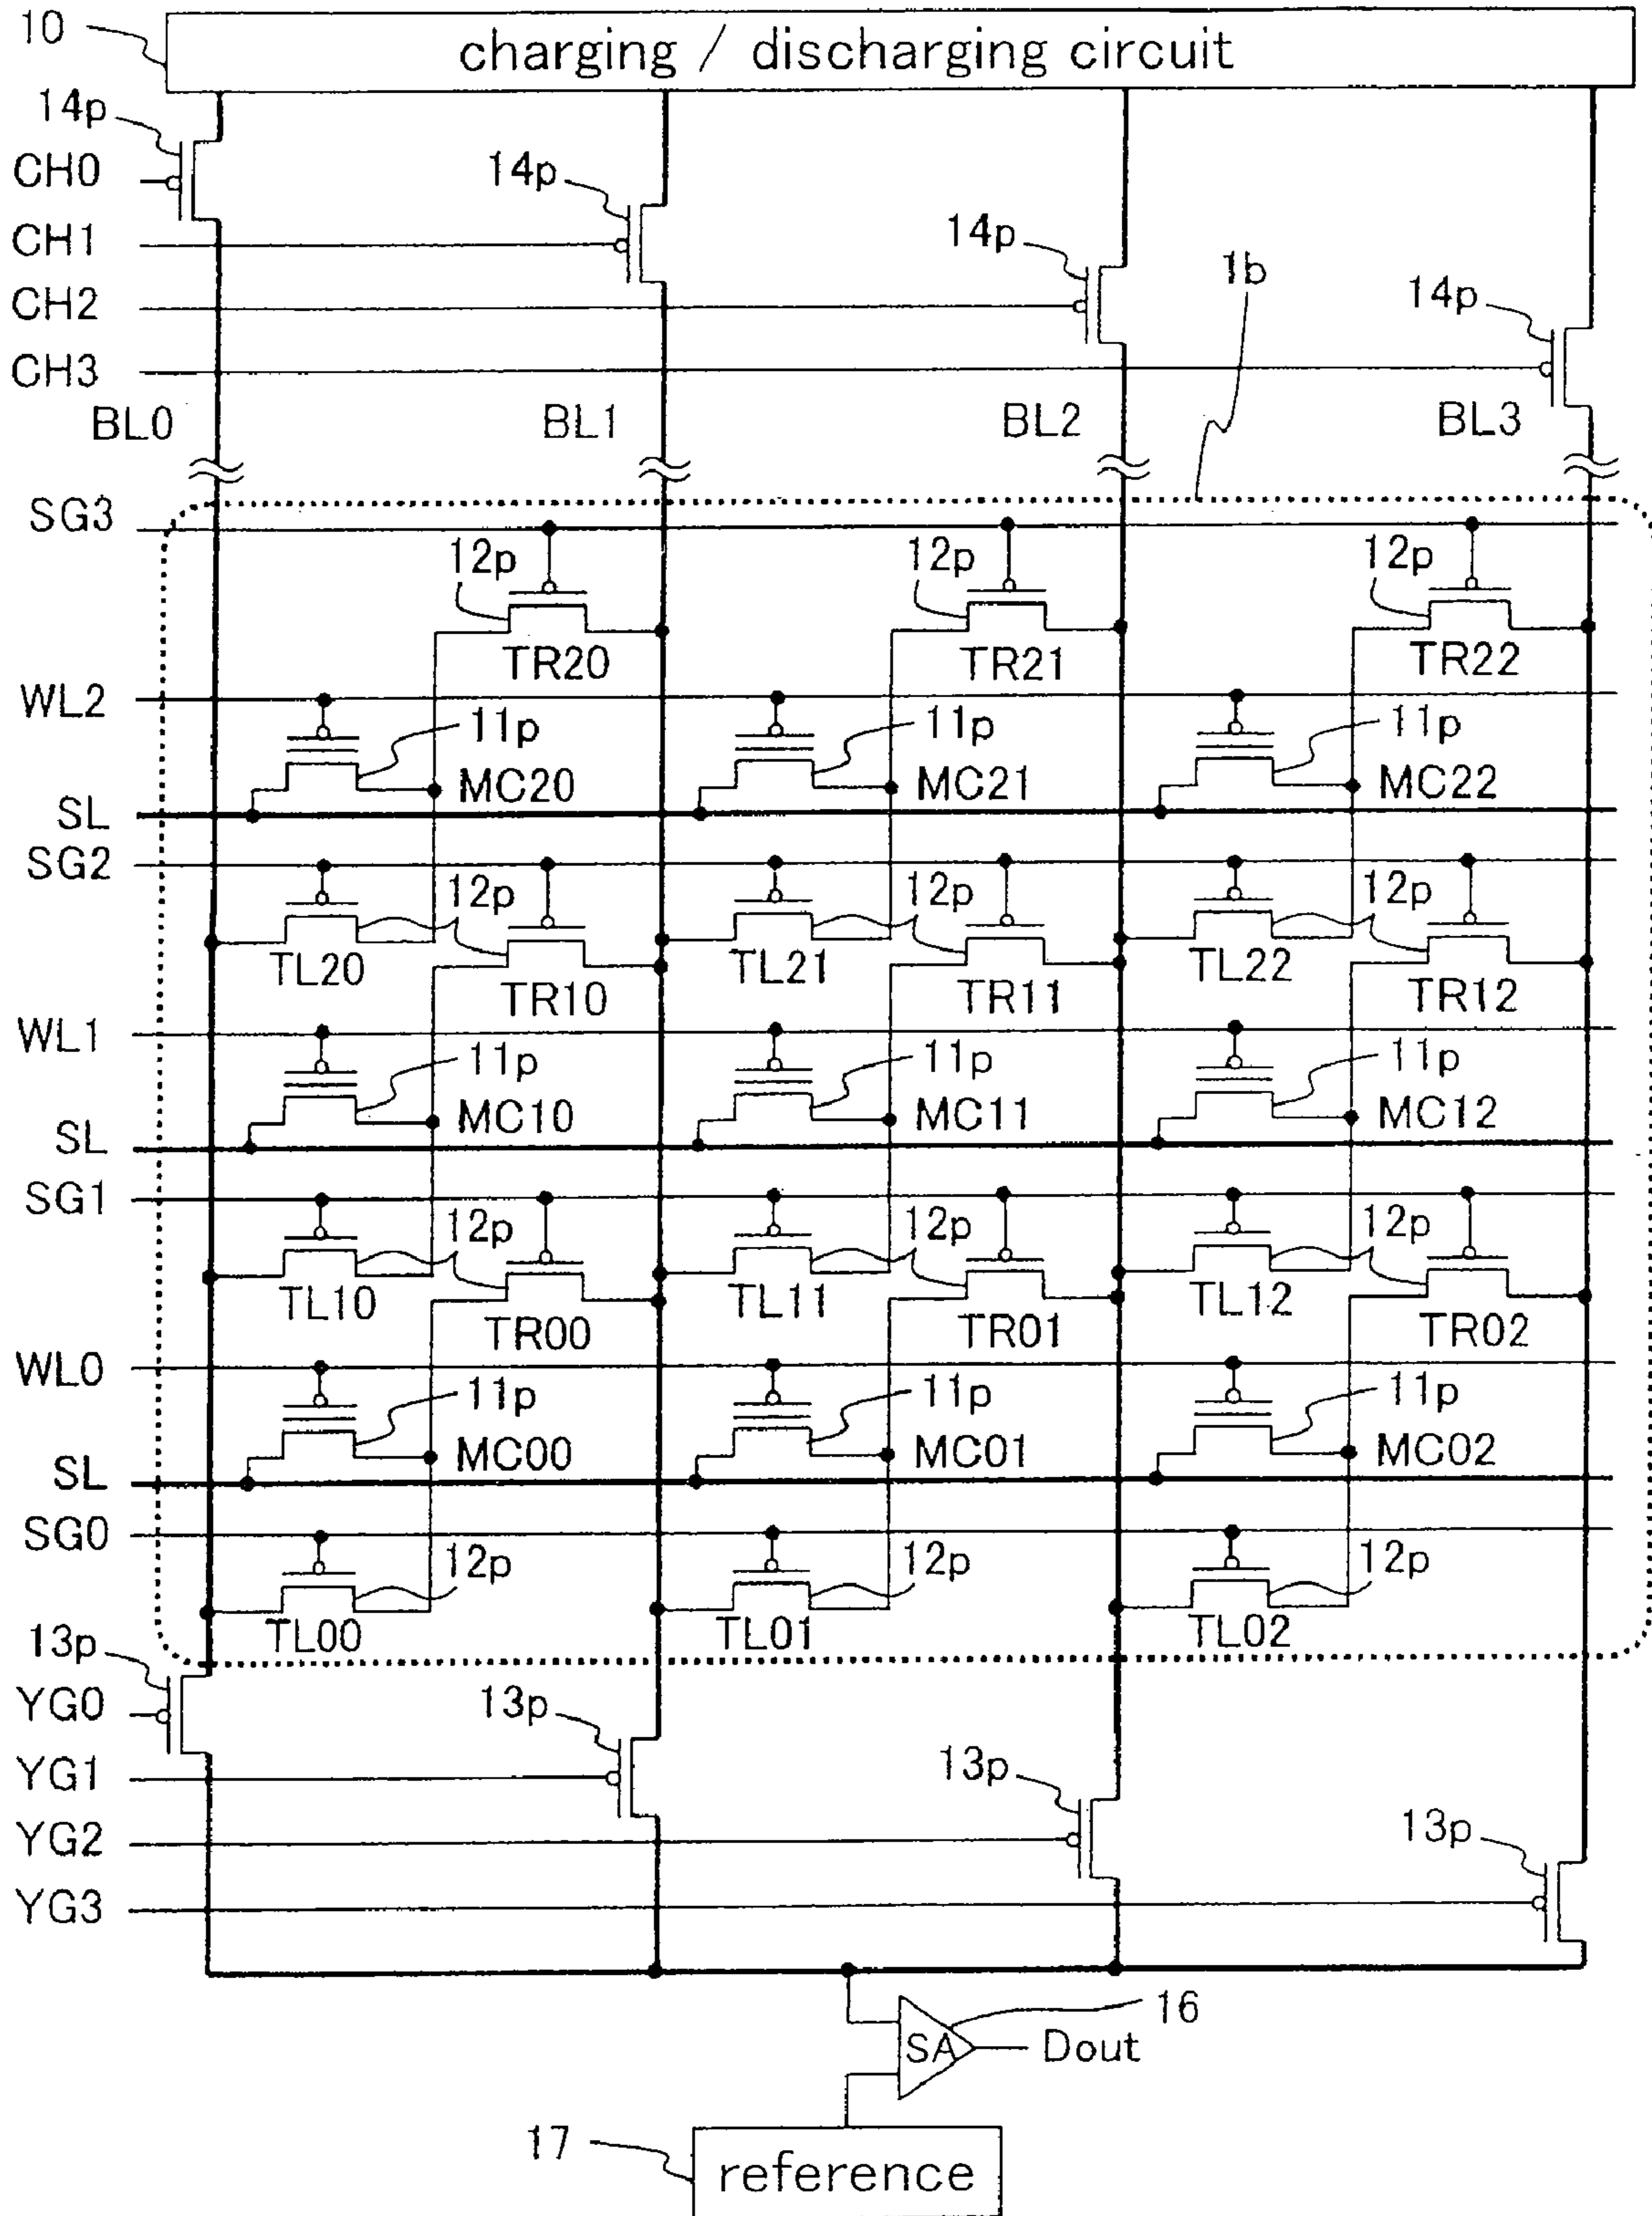 10 charging / discharging circuit
14p
CH0 14p
CH1 14p 1b
CH2 14p
CH3
BL0 BL1 BL2 BL3
SG3
12p 12p 12p
TR20 TR21 TR22
WL2
11p 11p 11p
MC20 MC21 MC22
SL
SG2
12p 12p 12p
TL20 TL21 TL22
TR10 TR11 TR12
WL1
11p 11p 11p
MC10 MC11 MC12
SL
SG1
12p 12p 12p
TL10 TL11 TL12
TR00 TR01 TR02
WL0
11p 11p 11p
MC00 MC01 MC02
SL
SG0
12p 12p 12p
TL00 TL01 TL02
13p
YG0 13p
YG1 13p
YG2 13p
YG3
16
SA Dout
17 reference